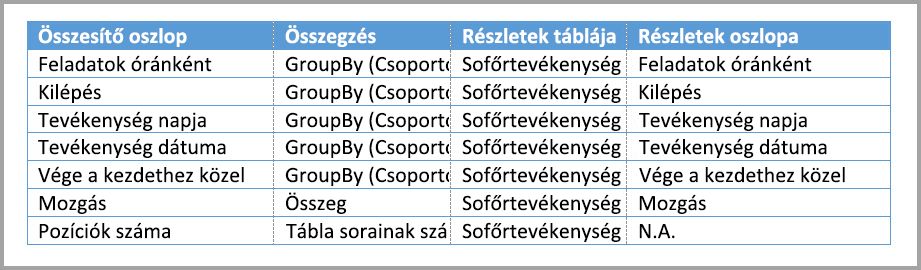 Összesítő oszlop Összegzés Részletek táblája Részletek oszlopa
Feladatok óránként GroupBy (Csoporto Sofőrtevékenység Feladatok óránként
Kilépés GroupBy (Csoporto Sofőrtevékenység Kilépés
Tevékenység napja GroupBy (Csoporto Sofőrtevékenység Tevékenység napja
Tevékenység dátuma GroupBy (Csoporto Sofőrtevékenység Tevékenység dátuma
Vége a kezdethez közel GroupBy (Csoporto Sofőrtevékenység Vége a kezdethez közel
Mozgás Összeg Sofőrtevékenység Mozgás
Pozíciók száma Tábla sorainak szá Sofőrtevékenység N.A.